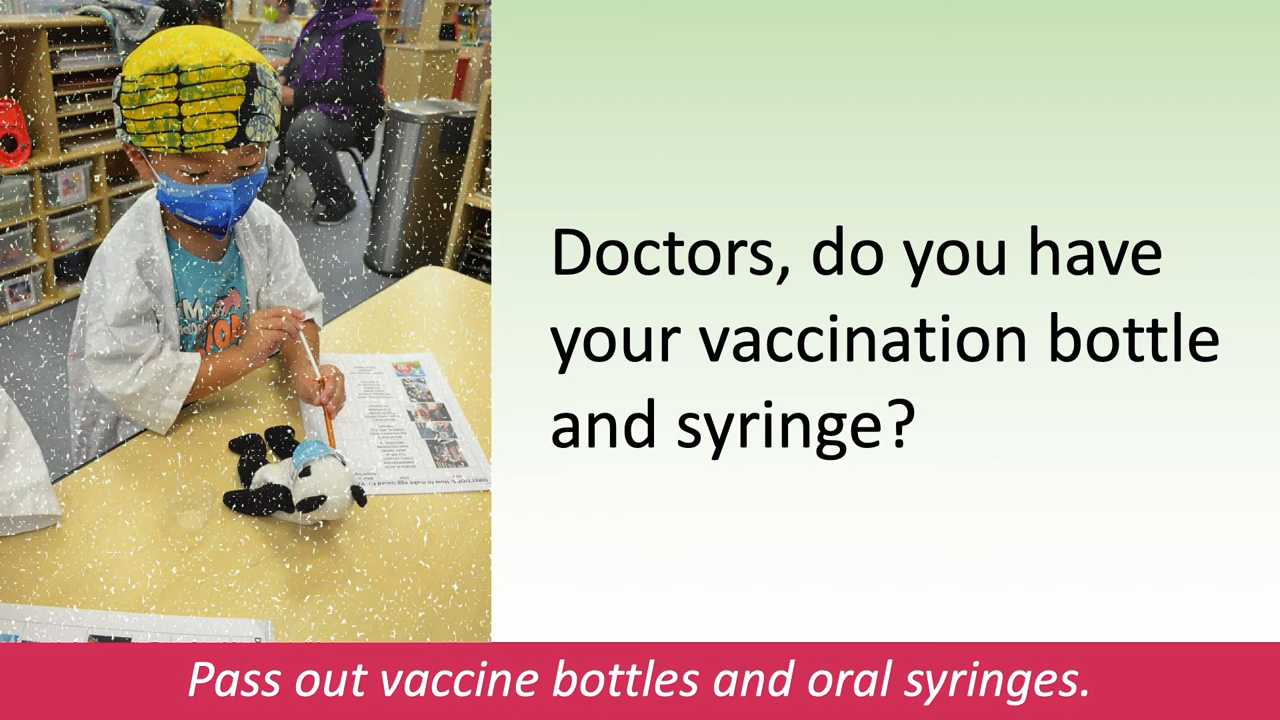 Doctors, do you have
your vaccination bottle
and syringe?
Pass out vaccine bottles and oral syringes.